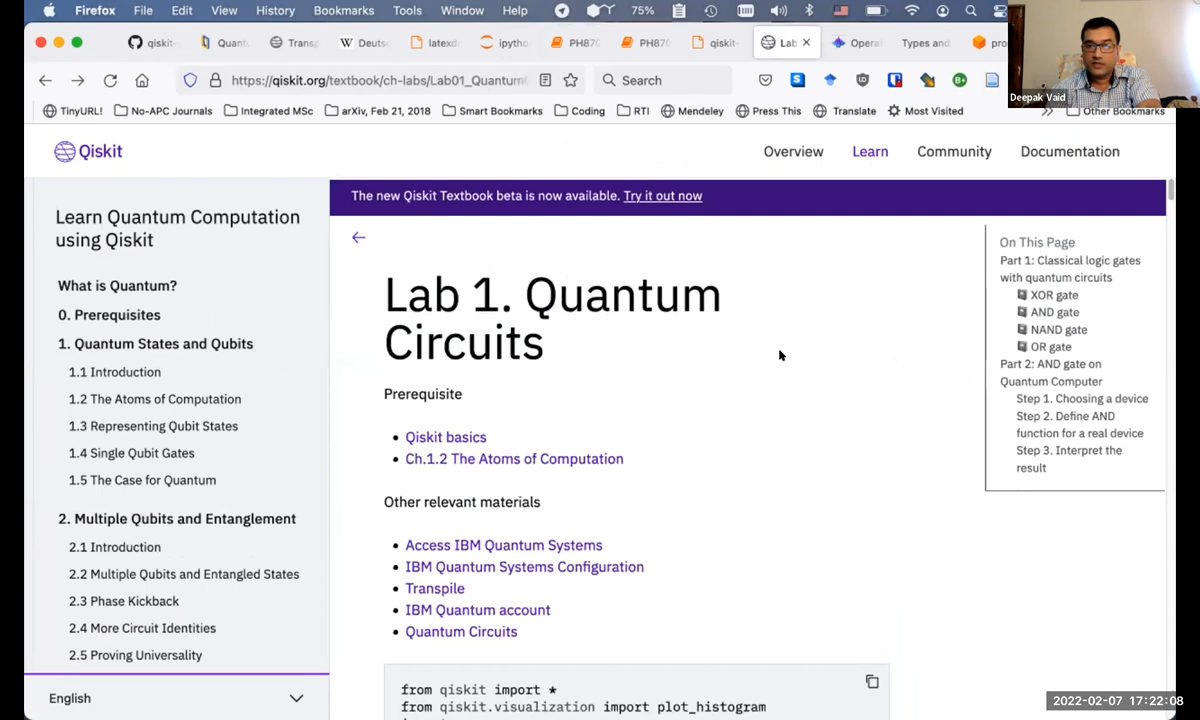 Firefox File Edit View History Bookmarks Tools Window Help 75%
qiskit- Quant Transp Deuts latexd ipytho PH870 PH870 qiskit- Lab Opera Types and pro
https://qiskit.org/textbook/ch-labs/Lab01_Quantum Search
TinyURL! No-APC Journals Integrated MSc arXiv, Feb 21, 2018 Smart Bookmarks Coding RTI Mendeley Press This Translate Most Visited Other Bookmarks
Deepak Vaid
Qiskit
Overview Learn Community Documentation
Learn Quantum Computation
using Qiskit
What is Quantum?
0. Prerequisites
1. Quantum States and Qubits
1.1 Introduction
1.2 The Atoms of Computation
1.3 Representing Qubit States
1.4 Single Qubit Gates
1.5 The Case for Quantum
2. Multiple Qubits and Entanglement
2.1 Introduction
2.2 Multiple Qubits and Entangled States
2.3 Phase Kickback
2.4 More Circuit Identities
2.5 Proving Universality
English
The new Qiskit Textbook beta is now available. Try it out now
Lab 1. Quantum
Circuits
Prerequisite
Qiskit basics
Ch.1.2 The Atoms of Computation
Other relevant materials
Access IBM Quantum Systems
IBM Quantum Systems Configuration
Transpile
IBM Quantum account
Quantum Circuits
from qiskit import *
from qiskit.visualization import plot_histogram
On This Page
Part 1: Classical logic gates
with quantum circuits
XOR gate
AND gate
NAND gate
OR gate
Part 2: AND gate on
Quantum Computer
Step 1. Choosing a device
Step 2. Define AND
function for a real device
Step 3. Interpret the
result
2022-02-07 17:22:08